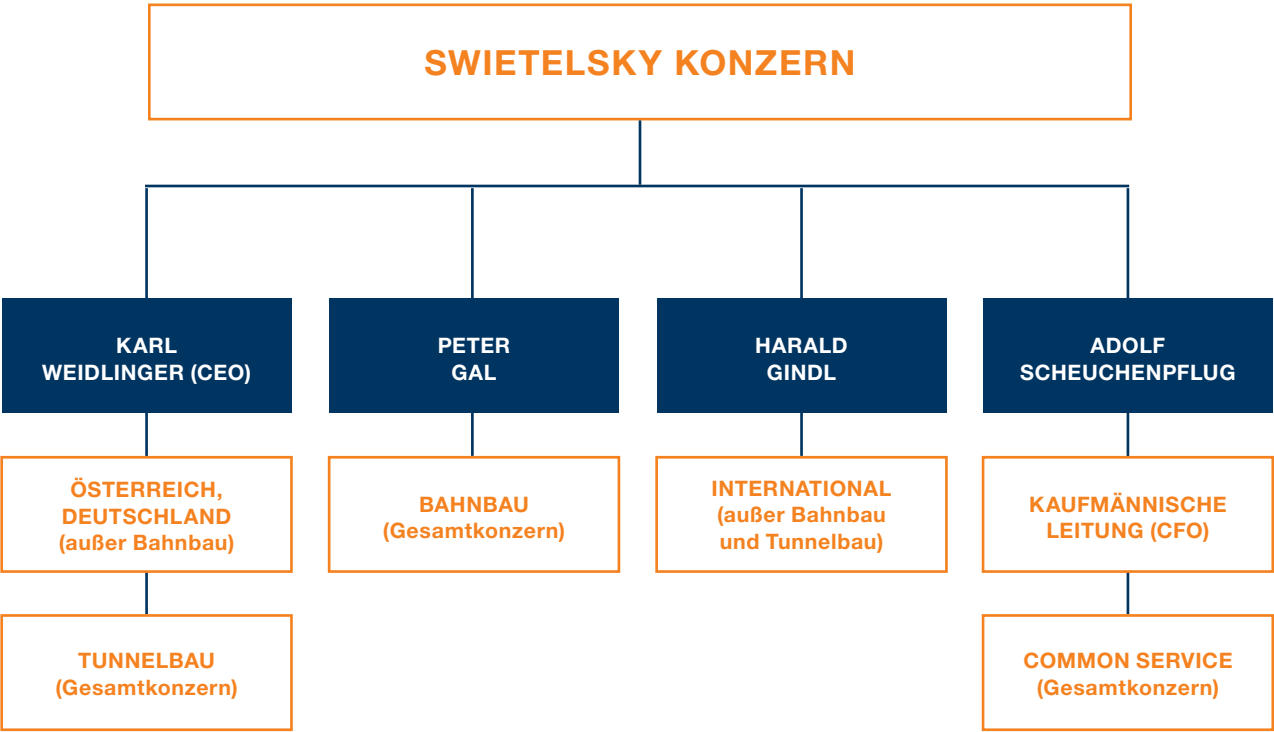 SWIETELSKY KONZERN
KARL
WEIDLINGER (CEO)
PETER
GAL
HARALD
GINDL
ADOLF
SCHEUCHENPFLUG
ÖSTERREICH,
DEUTSCHLAND
(außer Bahnbau)
BAHNBAU
(Gesamtkonzern)
INTERNATIONAL
(außer Bahnbau
und Tunnelbau)
KAUFMÄNNISCHE
LEITUNG (CFO)
TUNNELBAU
(Gesamtkonzern)
COMMON SERVICE
(Gesamtkonzern)